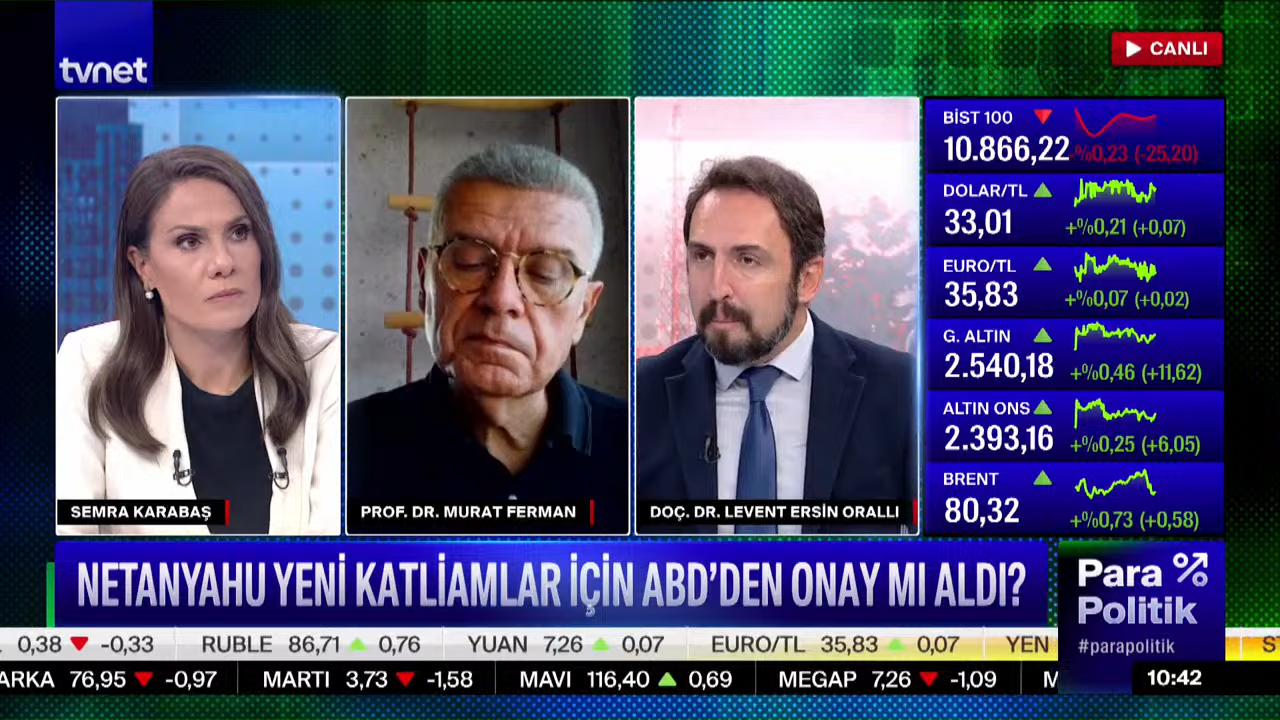 tvnet
CANLI
BİST 100
10.866,22 -%0,23 (-25,20)
DOLAR/TL
33,01 +%0,21 (+0,07)
EURO/TL
35,83 +%0,07 (+0,02)
G. ALTIN
2.540,18 +%0,46 (+11,62)
ALTIN ONS
2.393,16 +%0,25 (+6,05)
BRENT
80,32 +%0,73 (+0,58)
SEMRA KARABAŞ
PROF. DR. MURAT FERMAN
DOÇ. DR. LEVENT ERSİN ORALLI
NETANYAHU YENİ KATLİAMLAR İÇİN ABD'DEN ONAY MI ALDI?
Para %
Politik
#parapolitik
0,38 -0,33 RUBLE 86,71 0,76 YUAN 7,26 0,07 EURO/TL 35,83 0,07 YEN
ARKA 76,95 -0,97 MARTI 3,73 -1,58 MAVI 116,40 0,69 MEGAP 7,26 -1,09
10:42